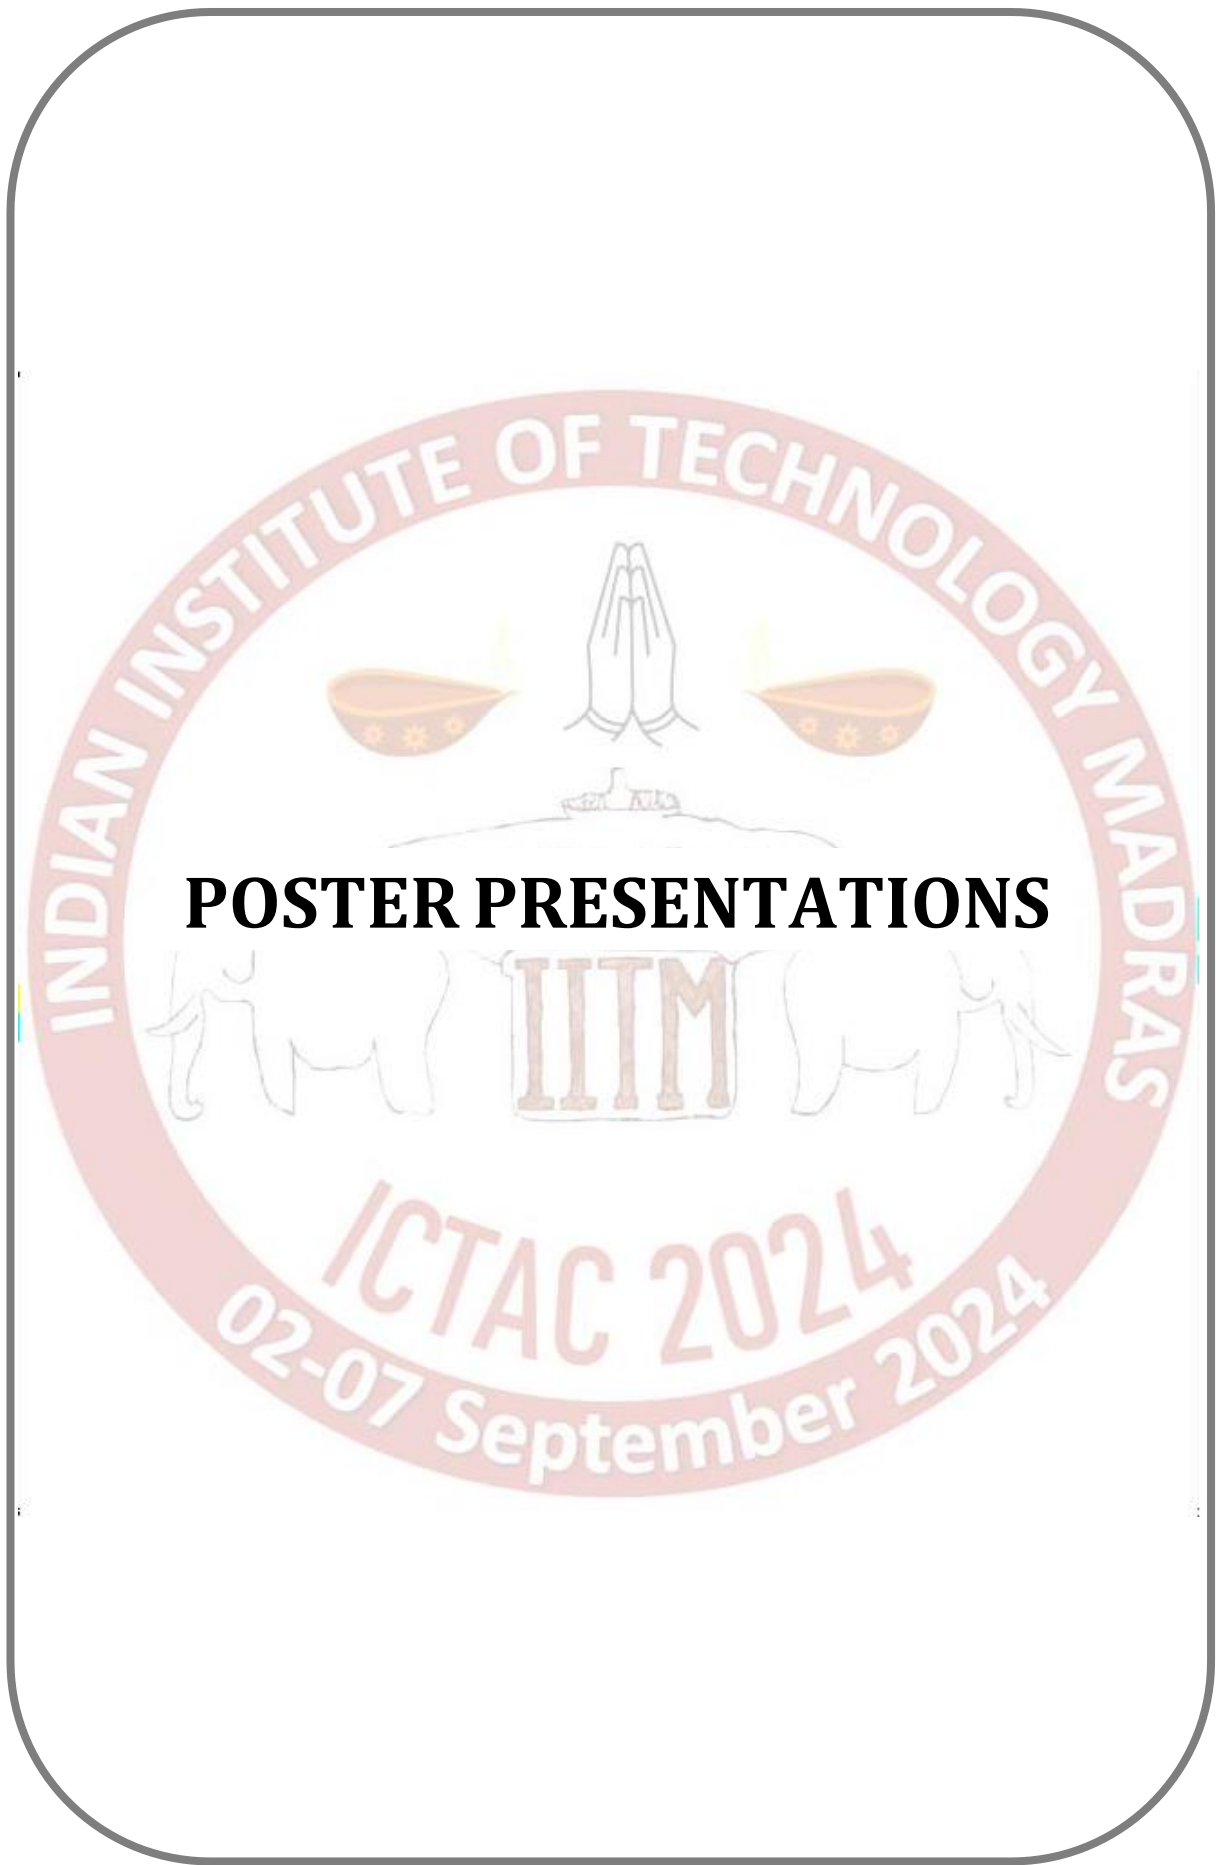 INDIAN INSTITUTE OF TECHNOLOGY MADRAS
POSTER PRESENTATIONS
IITM
ICTAC 2024
02-07 September 2024